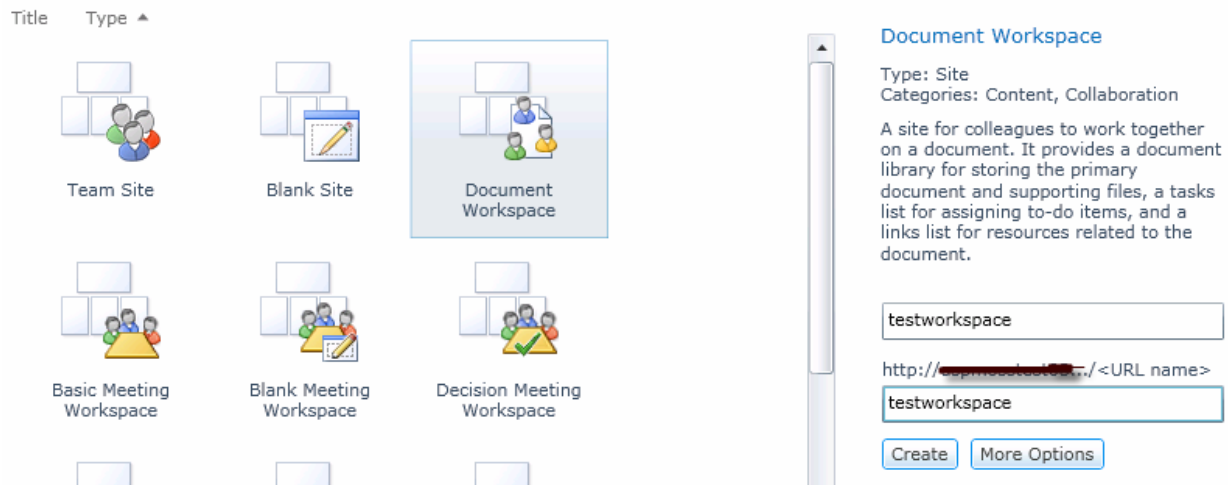 Title Type
Team Site
Blank Site
Document
Workspace
Basic Meeting
Workspace
Blank Meeting
Workspace
Decision Meeting
Workspace
Document Workspace
Type: Site
Categories: Content, Collaboration
A site for colleagues to work together
on a document. It provides a document
library for storing the primary
document and supporting files, a tasks
list for assigning to-do items, and a
links list for resources related to the
document.
testworkspace
http://.../<URL name>
testworkspace
Create More Options